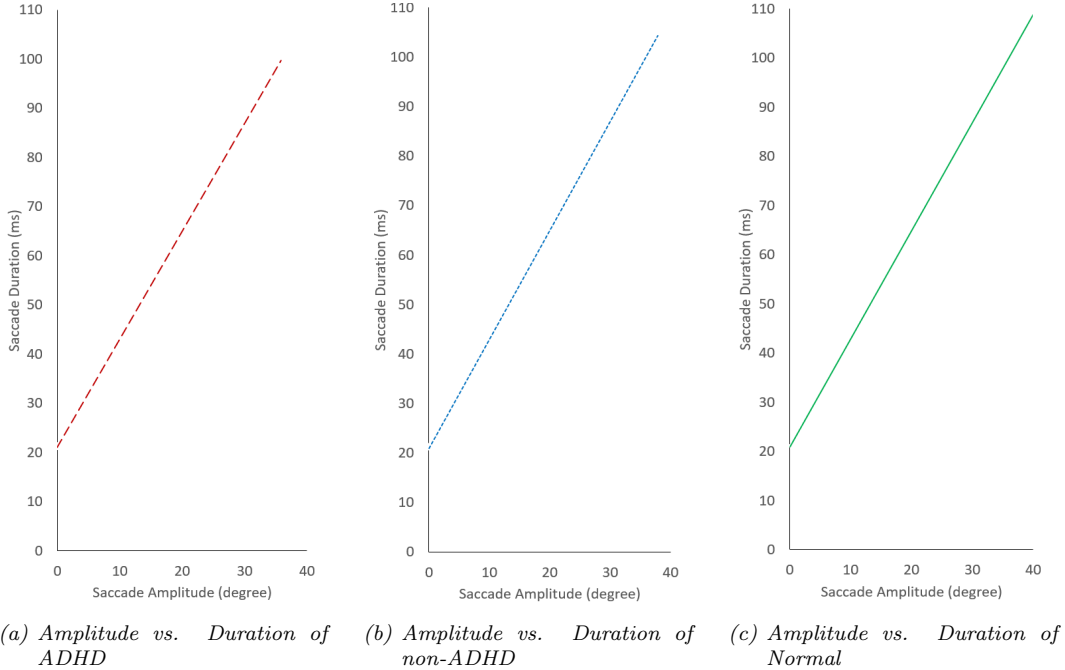 110
100
90
80
70
60
50
40
30
20
10
0
Saccade Duration (ms)
0 10 20 30 40
Saccade Amplitude (degree)
(a) Amplitude vs. Duration of
ADHD
110
100
90
80
70
60
50
40
30
20
10
0
Saccade Duration (ms)
0 10 20 30 40
Saccade Amplitude (degree)
(b) Amplitude vs. Duration of
non-ADHD
110
100
90
80
70
60
50
40
30
20
10
0
Saccade Duration (ms)
0 10 20 30 40
Saccade Amplitude (degree)
(c) Amplitude vs. Duration of
Normal